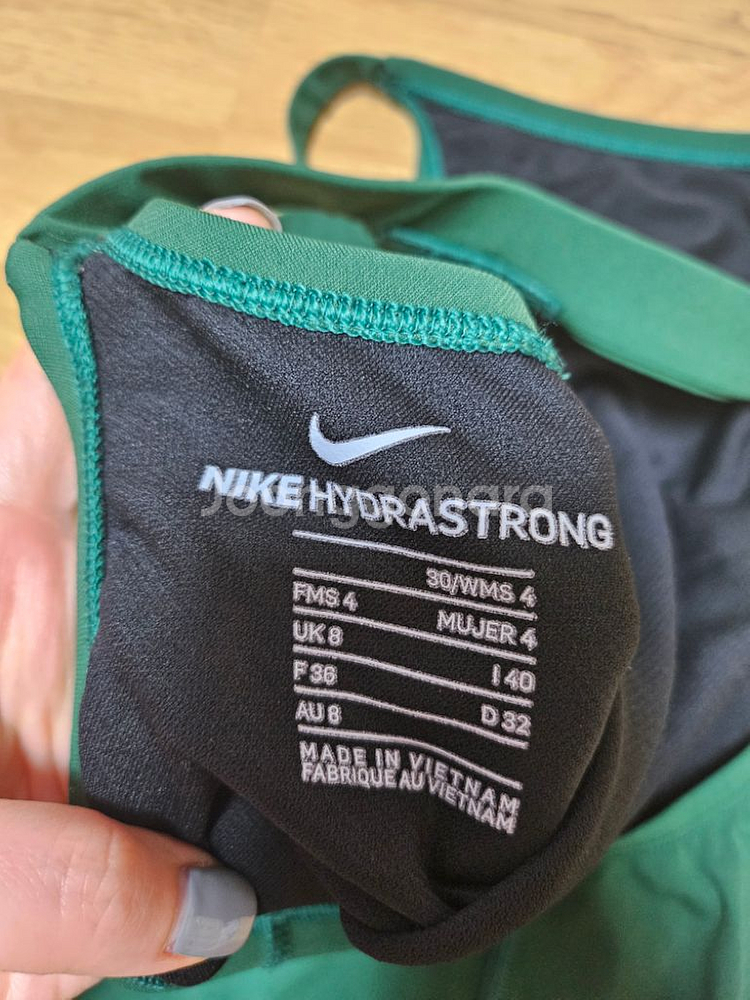 NIKE HYDRASTRONG
30/WMS 4
FMS 4 MUJER 4
UK 8 I 40
F 36 D 32
AU 8
MADE IN VIETNAM
FABRIQUE AU VIETNAM
Joonggonara